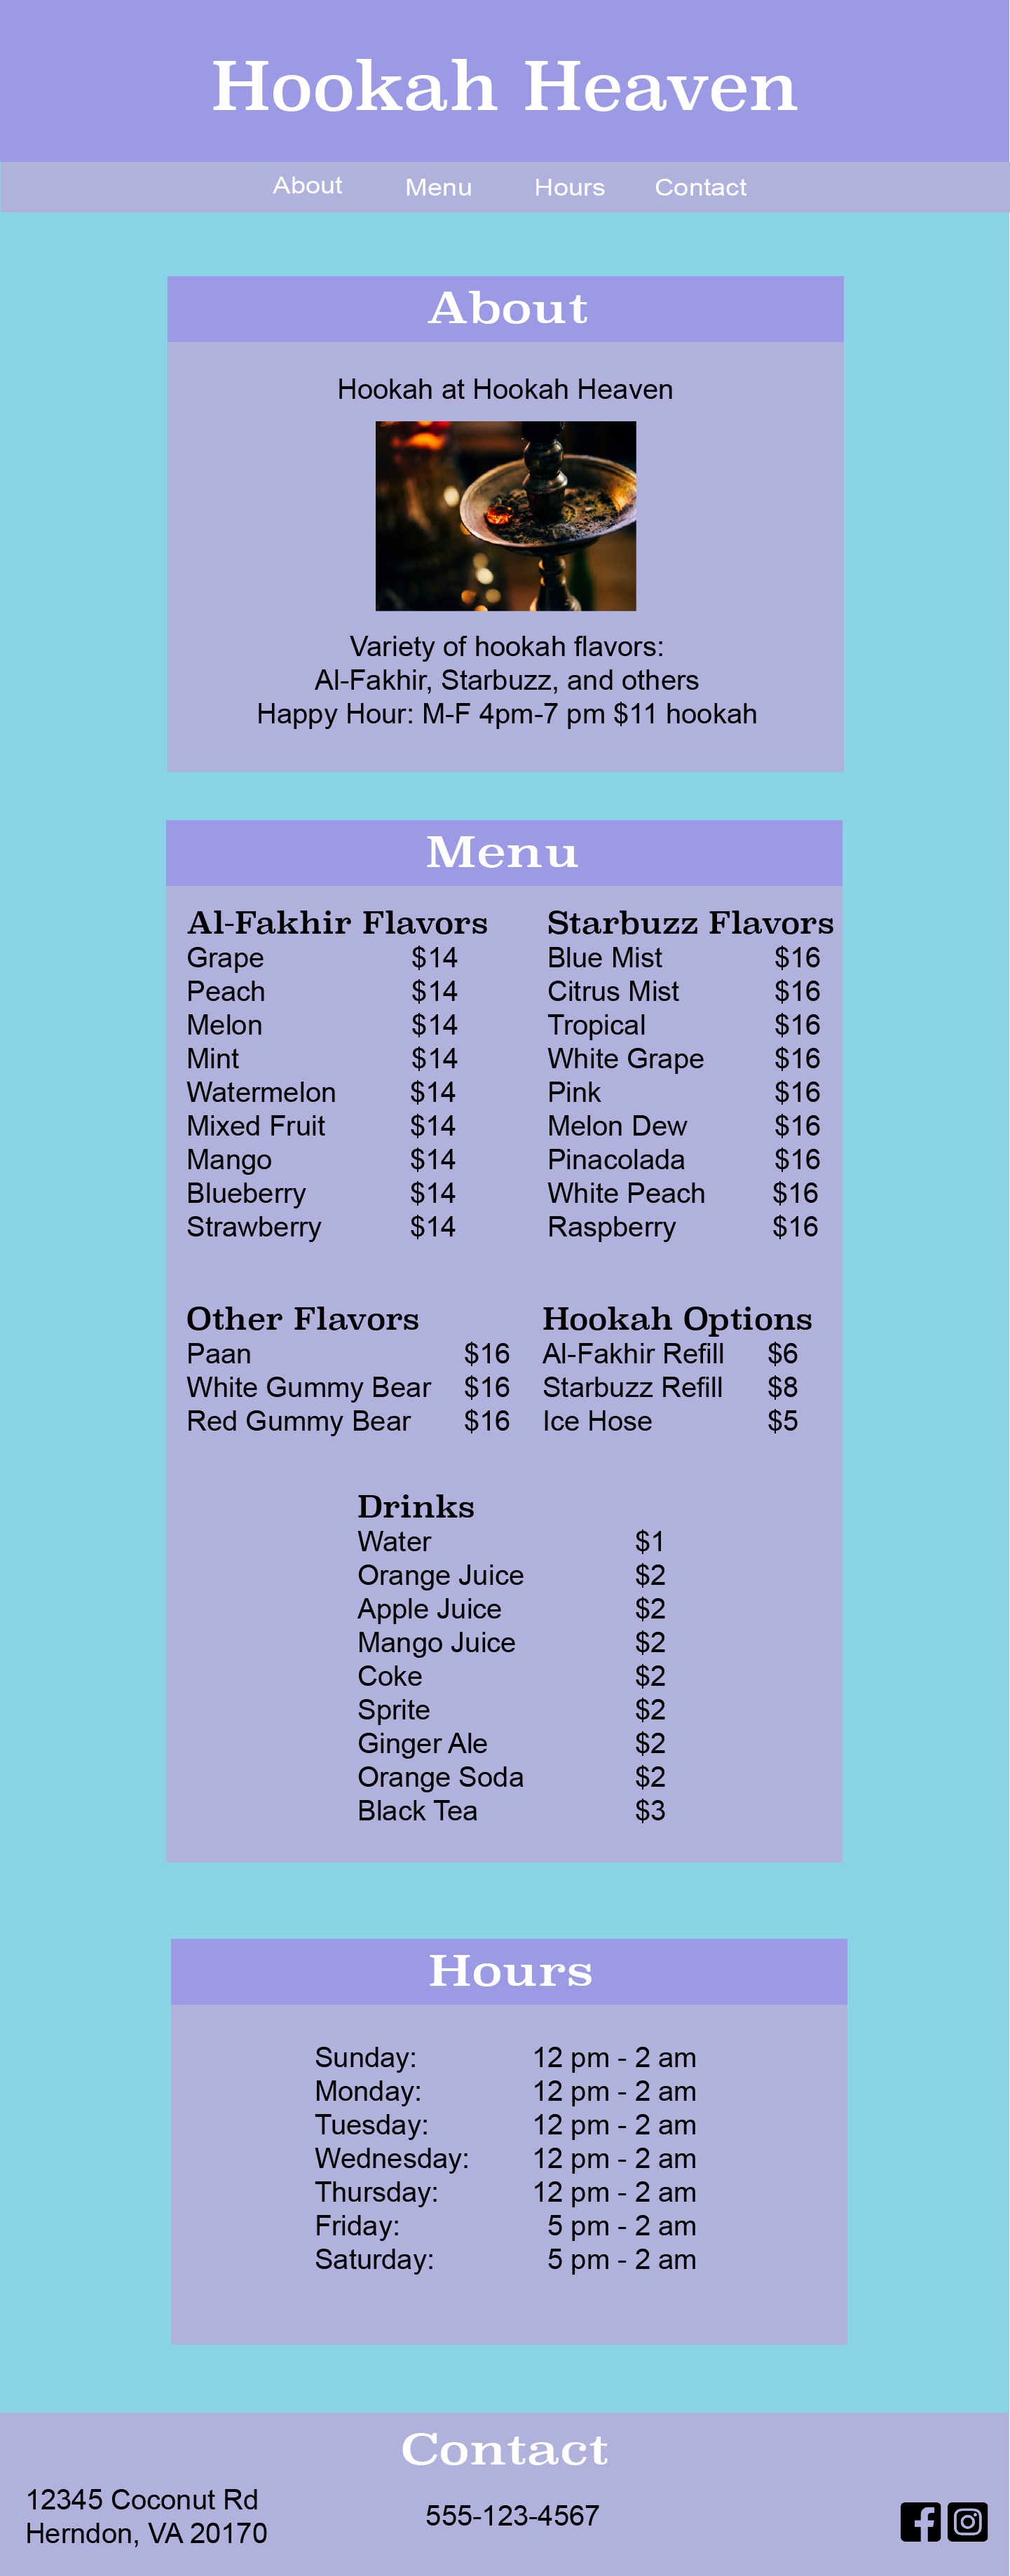 Hookah Heaven
About Menu Hours Contact
About
Hookah at Hookah Heaven
Variety of hookah flavors:
Al-Fakhir, Starbuzz, and others
Happy Hour: M-F 4pm-7 pm $11 hookah
Menu
Al-Fakhir Flavors
Grape $14
Peach $14
Melon $14
Mint $14
Watermelon $14
Mixed Fruit $14
Mango $14
Blueberry $14
Strawberry $14
Starbuzz Flavors
Blue Mist $16
Citrus Mist $16
Tropical $16
White Grape $16
Pink $16
Melon Dew $16
Pinacolada $16
White Peach $16
Raspberry $16
Other Flavors
Paan $16
White Gummy Bear $16
Red Gummy Bear $16
Hookah Options
Al-Fakhir Refill $6
Starbuzz Refill $8
Ice Hose $5
Drinks
Water $1
Orange Juice $2
Apple Juice $2
Mango Juice $2
Coke $2
Sprite $2
Ginger Ale $2
Orange Soda $2
Black Tea $3
Hours
Sunday: 12 pm - 2 am
Monday: 12 pm - 2 am
Tuesday: 12 pm - 2 am
Wednesday: 12 pm - 2 am
Thursday: 12 pm - 2 am
Friday: 5 pm - 2 am
Saturday: 5 pm - 2 am
Contact
12345 Coconut Rd
Herndon, VA 20170
555-123-4567